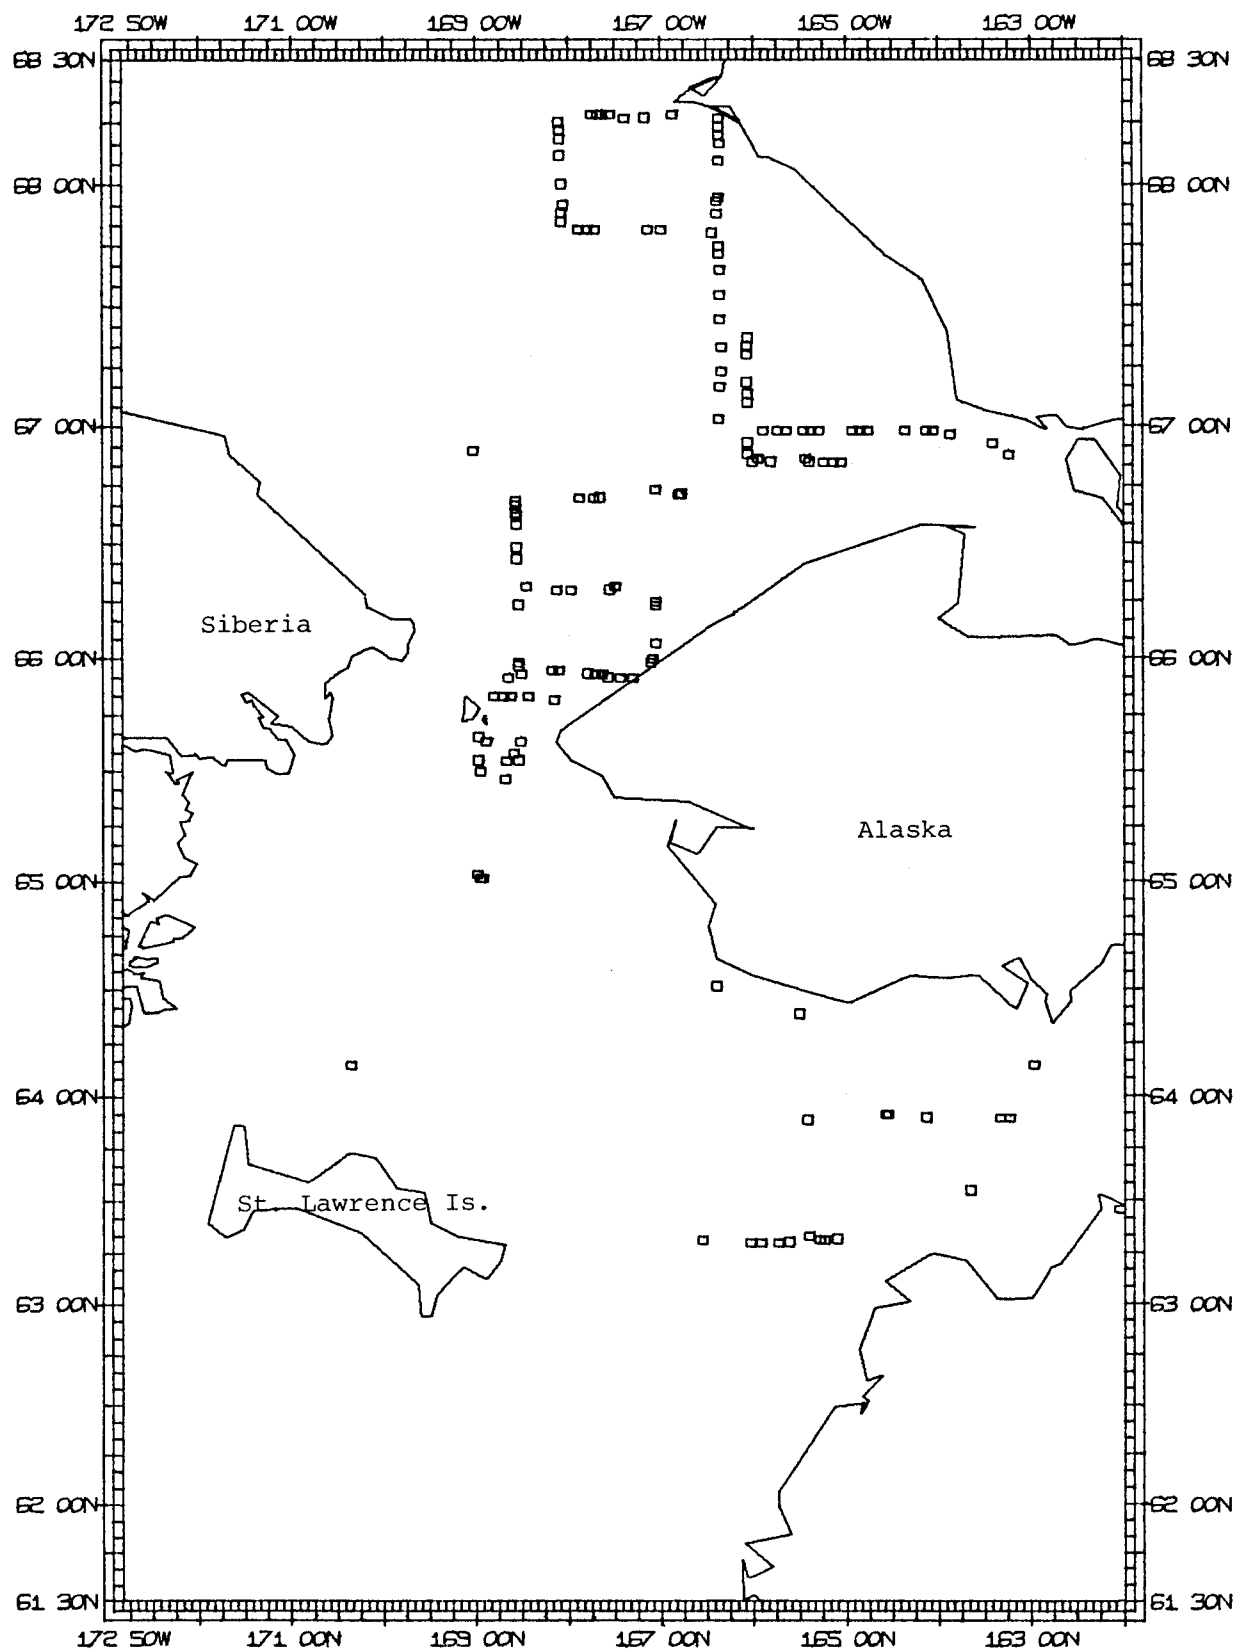 172 50W 171 00W 169 00W 167 00W 165 00W 163 00W
68 30N 68 30N
68 00N 68 00N
67 00N 67 00N
Siberia
66 00N 66 00N
Alaska
65 00N 65 00N
64 00N 64 00N
St. Lawrence Is.
63 00N 63 00N
62 00N 62 00N
61 30N 61 30N
172 50W 171 00N 169 00N 167 00N 165 00N 163 00N